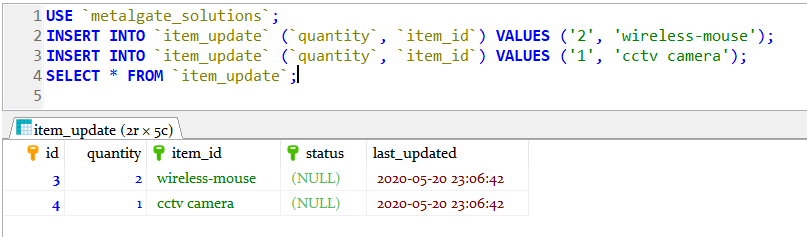 1 USE `metalgate_solutions`;
2 INSERT INTO `item_update` (`quantity`, `item_id`) VALUES ('2', 'wireless-mouse');
3 INSERT INTO `item_update` (`quantity`, `item_id`) VALUES ('1', 'cctv camera');
4 SELECT * FROM `item_update`;
5
item_update (2r × 5c)
id quantity item_id status last_updated
3 2 wireless-mouse (NULL) 2020-05-20 23:06:42
4 1 cctv camera (NULL) 2020-05-20 23:06:42